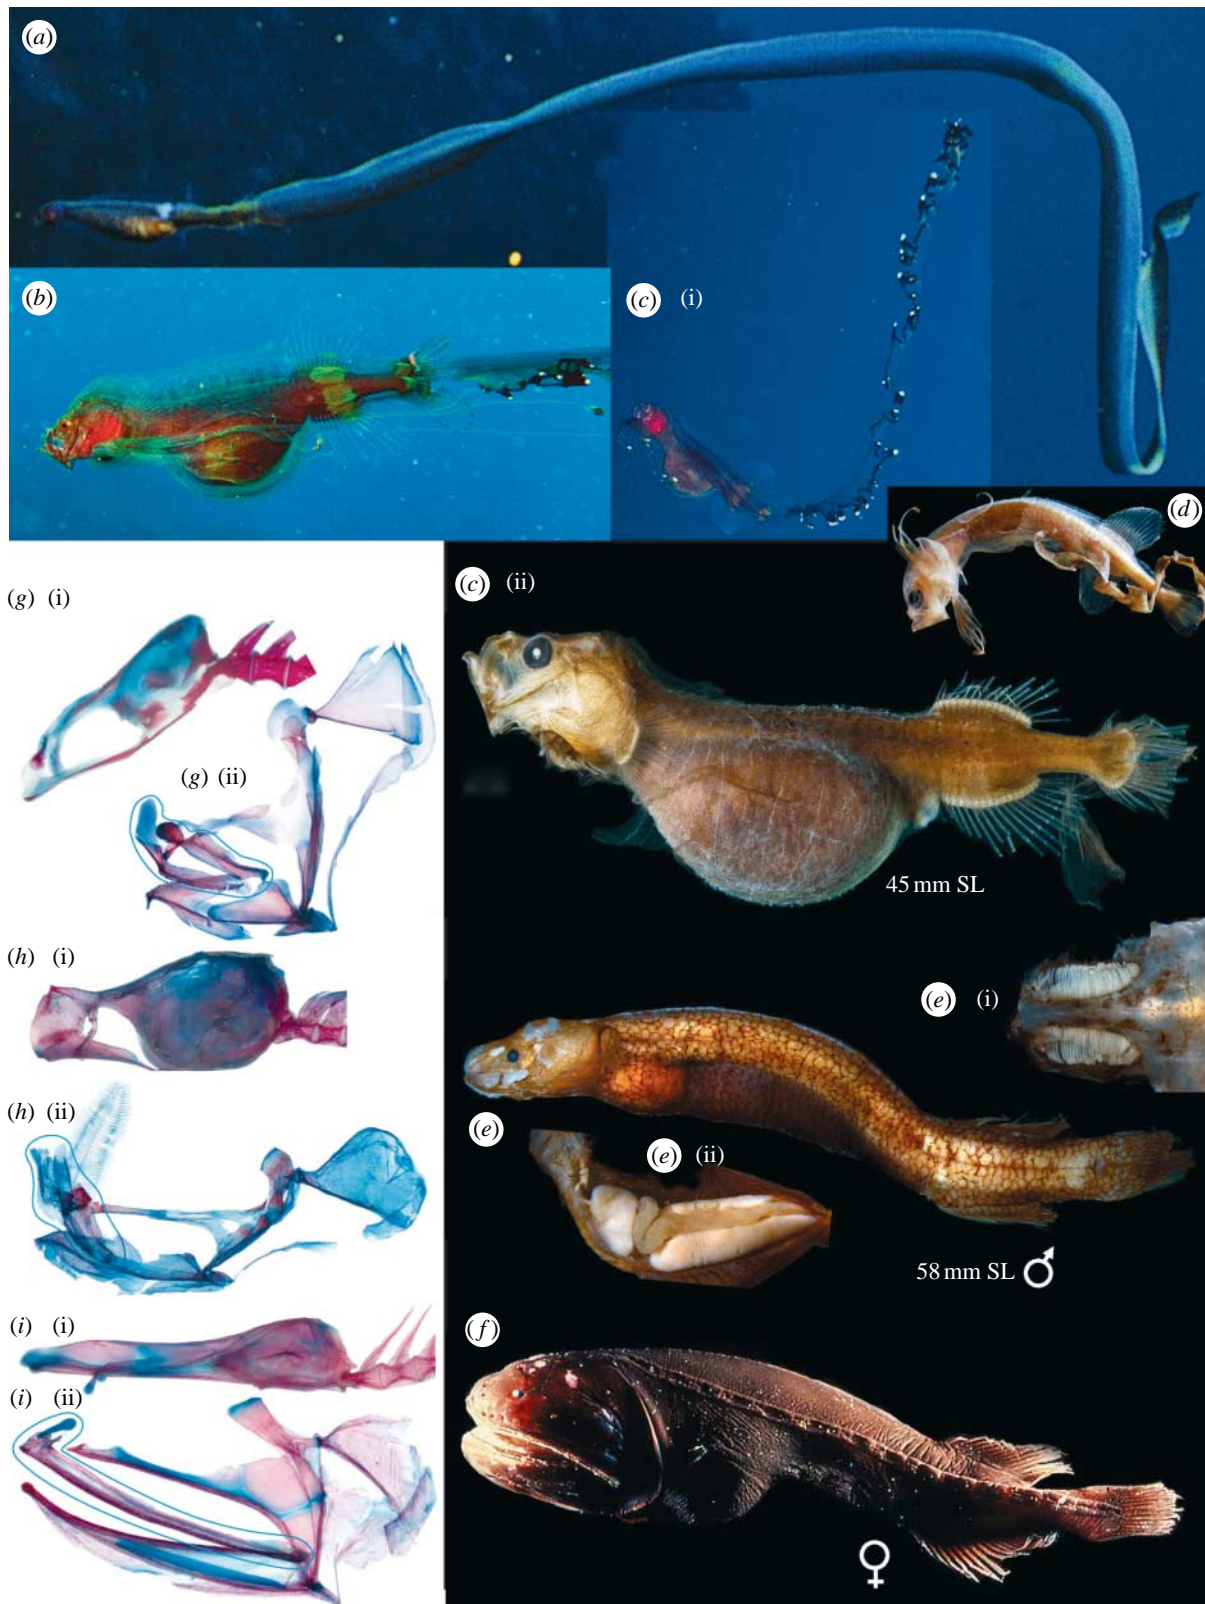 (a)
(b)
(c) (i)
(d)
(g) (i)
(c) (ii)
(g) (ii)
45 mm SL
(h) (i)
(e) (i)
(h) (ii)
(e)
(e) (ii)
58 mm SL ♂
(i) (i)
(f)
(i) (ii)
♀